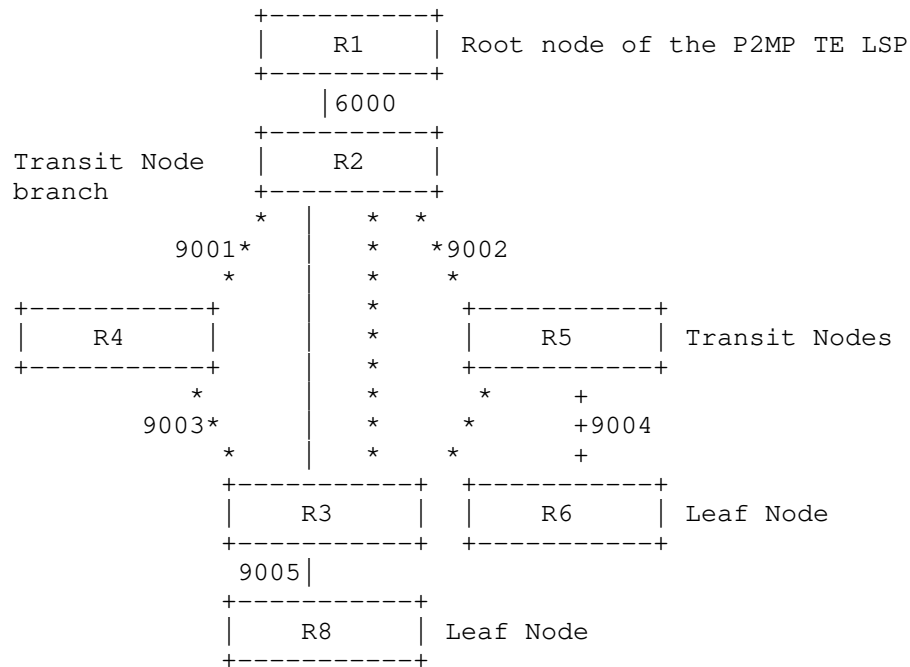 R1 Root node of the P2MP TE LSP
6000
Transit Node R2
branch
9001 9002
R4 R5 Transit Nodes
9003 9004
R3 R6 Leaf Node
9005
R8 Leaf Node